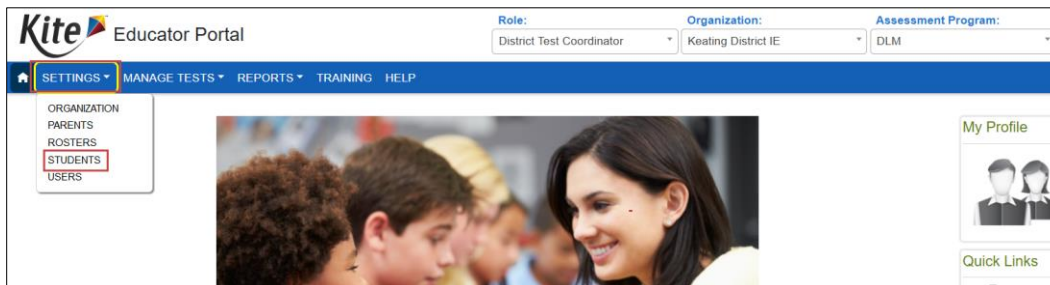 Kite Educator Portal
Role: Organization: Assessment Program:
District Test Coordinator Keating District IE DLM
SETTINGS MANAGE TESTS REPORTS TRAINING HELP
ORGANIZATION
PARENTS
ROSTERS
STUDENTS
USERS
My Profile
Quick Links